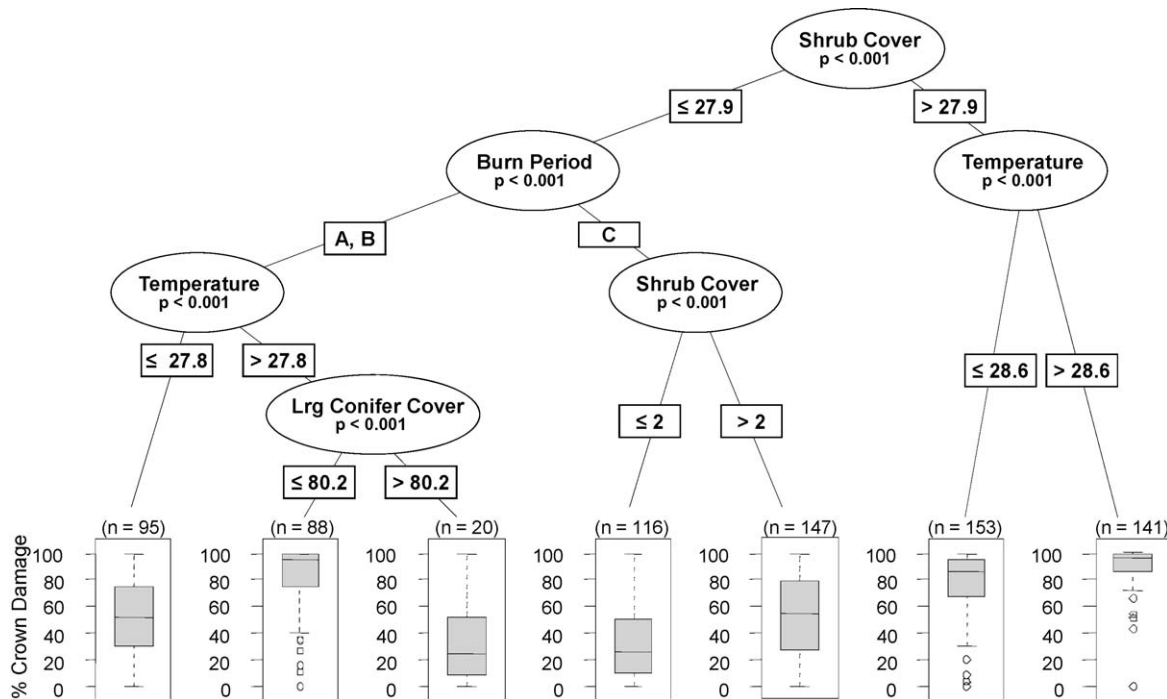 Shrub Cover
p < 0.001
≤ 27.9
> 27.9
Burn Period
p < 0.001
Temperature
p < 0.001
A, B
C
Temperature
p < 0.001
Shrub Cover
p < 0.001
≤ 27.8
> 27.8
≤ 28.6
> 28.6
Lrg Conifer Cover
p < 0.001
≤ 2
> 2
≤ 80.2
> 80.2
(n = 95)
(n = 88)
(n = 20)
(n = 116)
(n = 147)
(n = 153)
(n = 141)
% Crown Damage
100
80
60
40
20
0
100
80
60
40
20
0
100
80
60
40
20
0
100
80
60
40
20
0
100
80
60
40
20
0
100
80
60
40
20
0
100
80
60
40
20
0